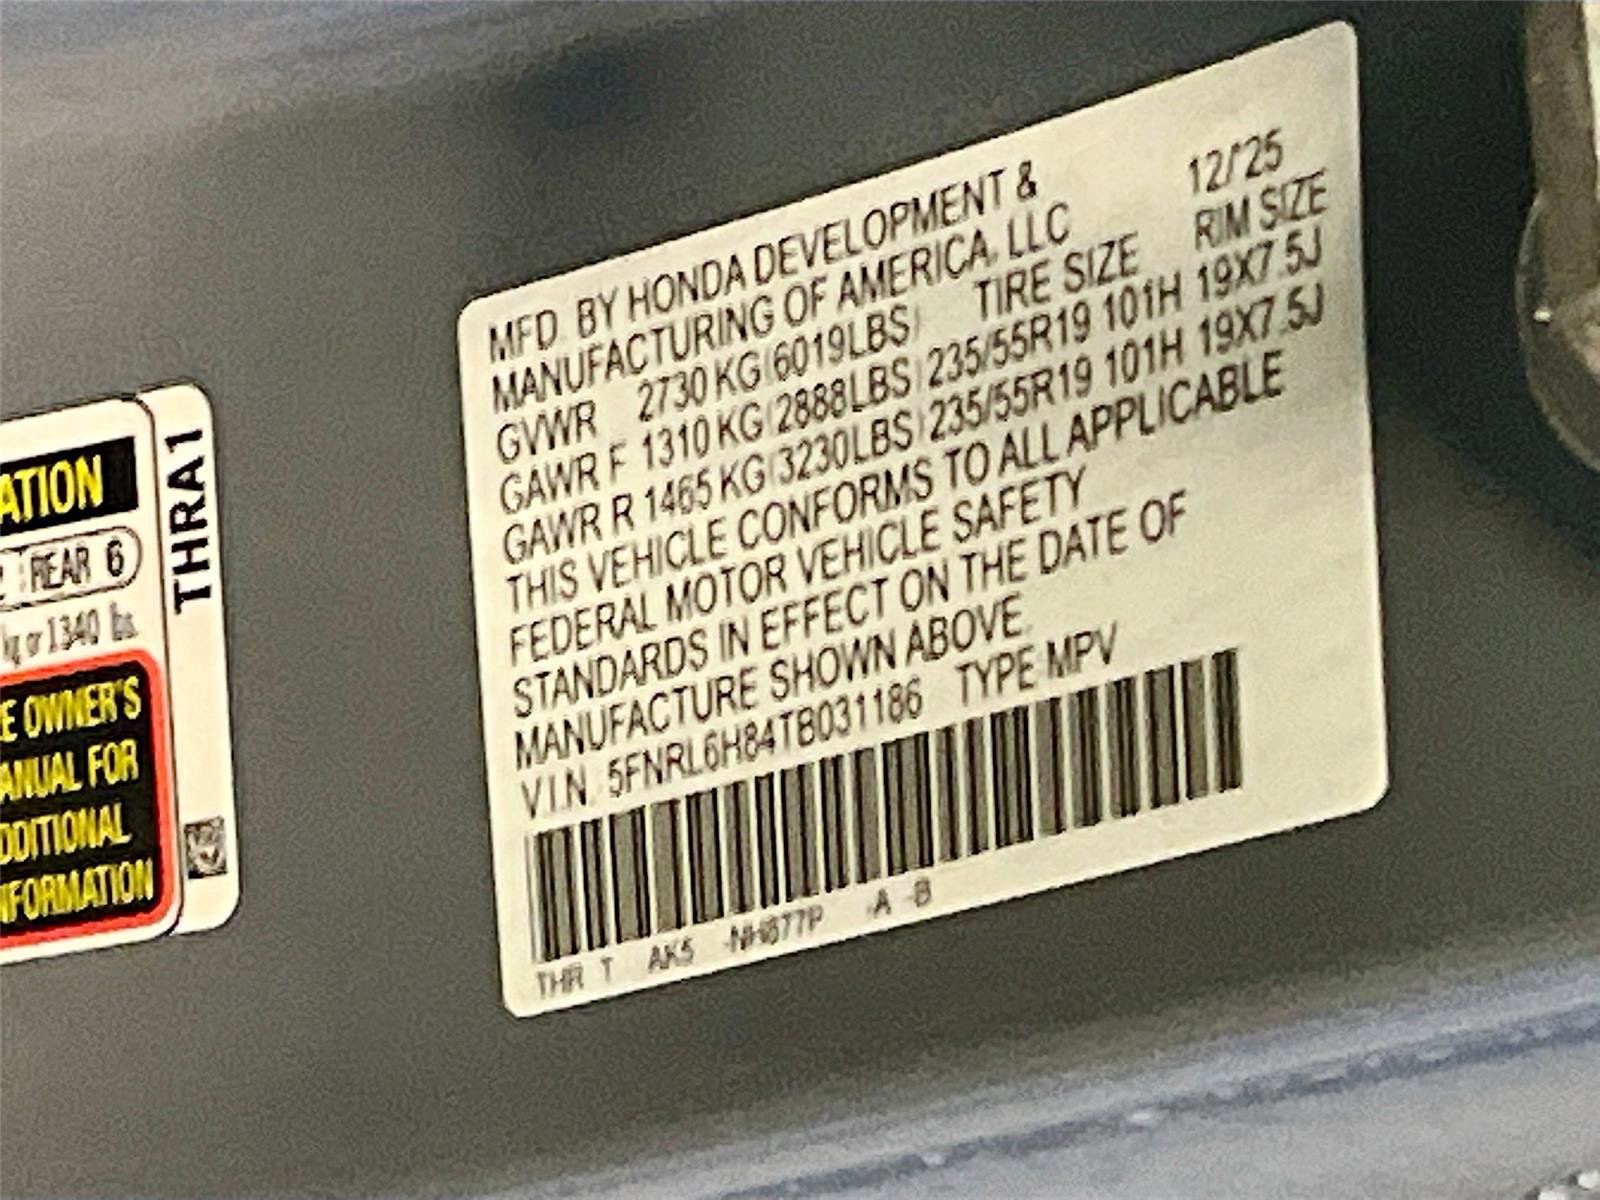 ATION
REAR 6
kg or 1340 lbs.
E OWNER'S
ANUAL FOR
DDITIONAL
NFORMATION
THRA1
MFD. BY HONDA DEVELOPMENT & 12/'25
MANUFACTURING OF AMERICA, LLC RIM SIZE
GVWR 2730 KG(6019LBS) TIRE SIZE
GAWR F 1310 KG(2888LBS) 235/55R19 101H 19X7.5J
GAWR R 1465 KG(3230LBS) 235/55R19 101H 19X7.5J
THIS VEHICLE CONFORMS TO ALL APPLICABLE
FEDERAL MOTOR VEHICLE SAFETY
STANDARDS IN EFFECT ON THE DATE OF
MANUFACTURE SHOWN ABOVE.
V.I.N. 5FNRL6H84TB031186 TYPE MPV
THR T AK5 -NH877P -A -B